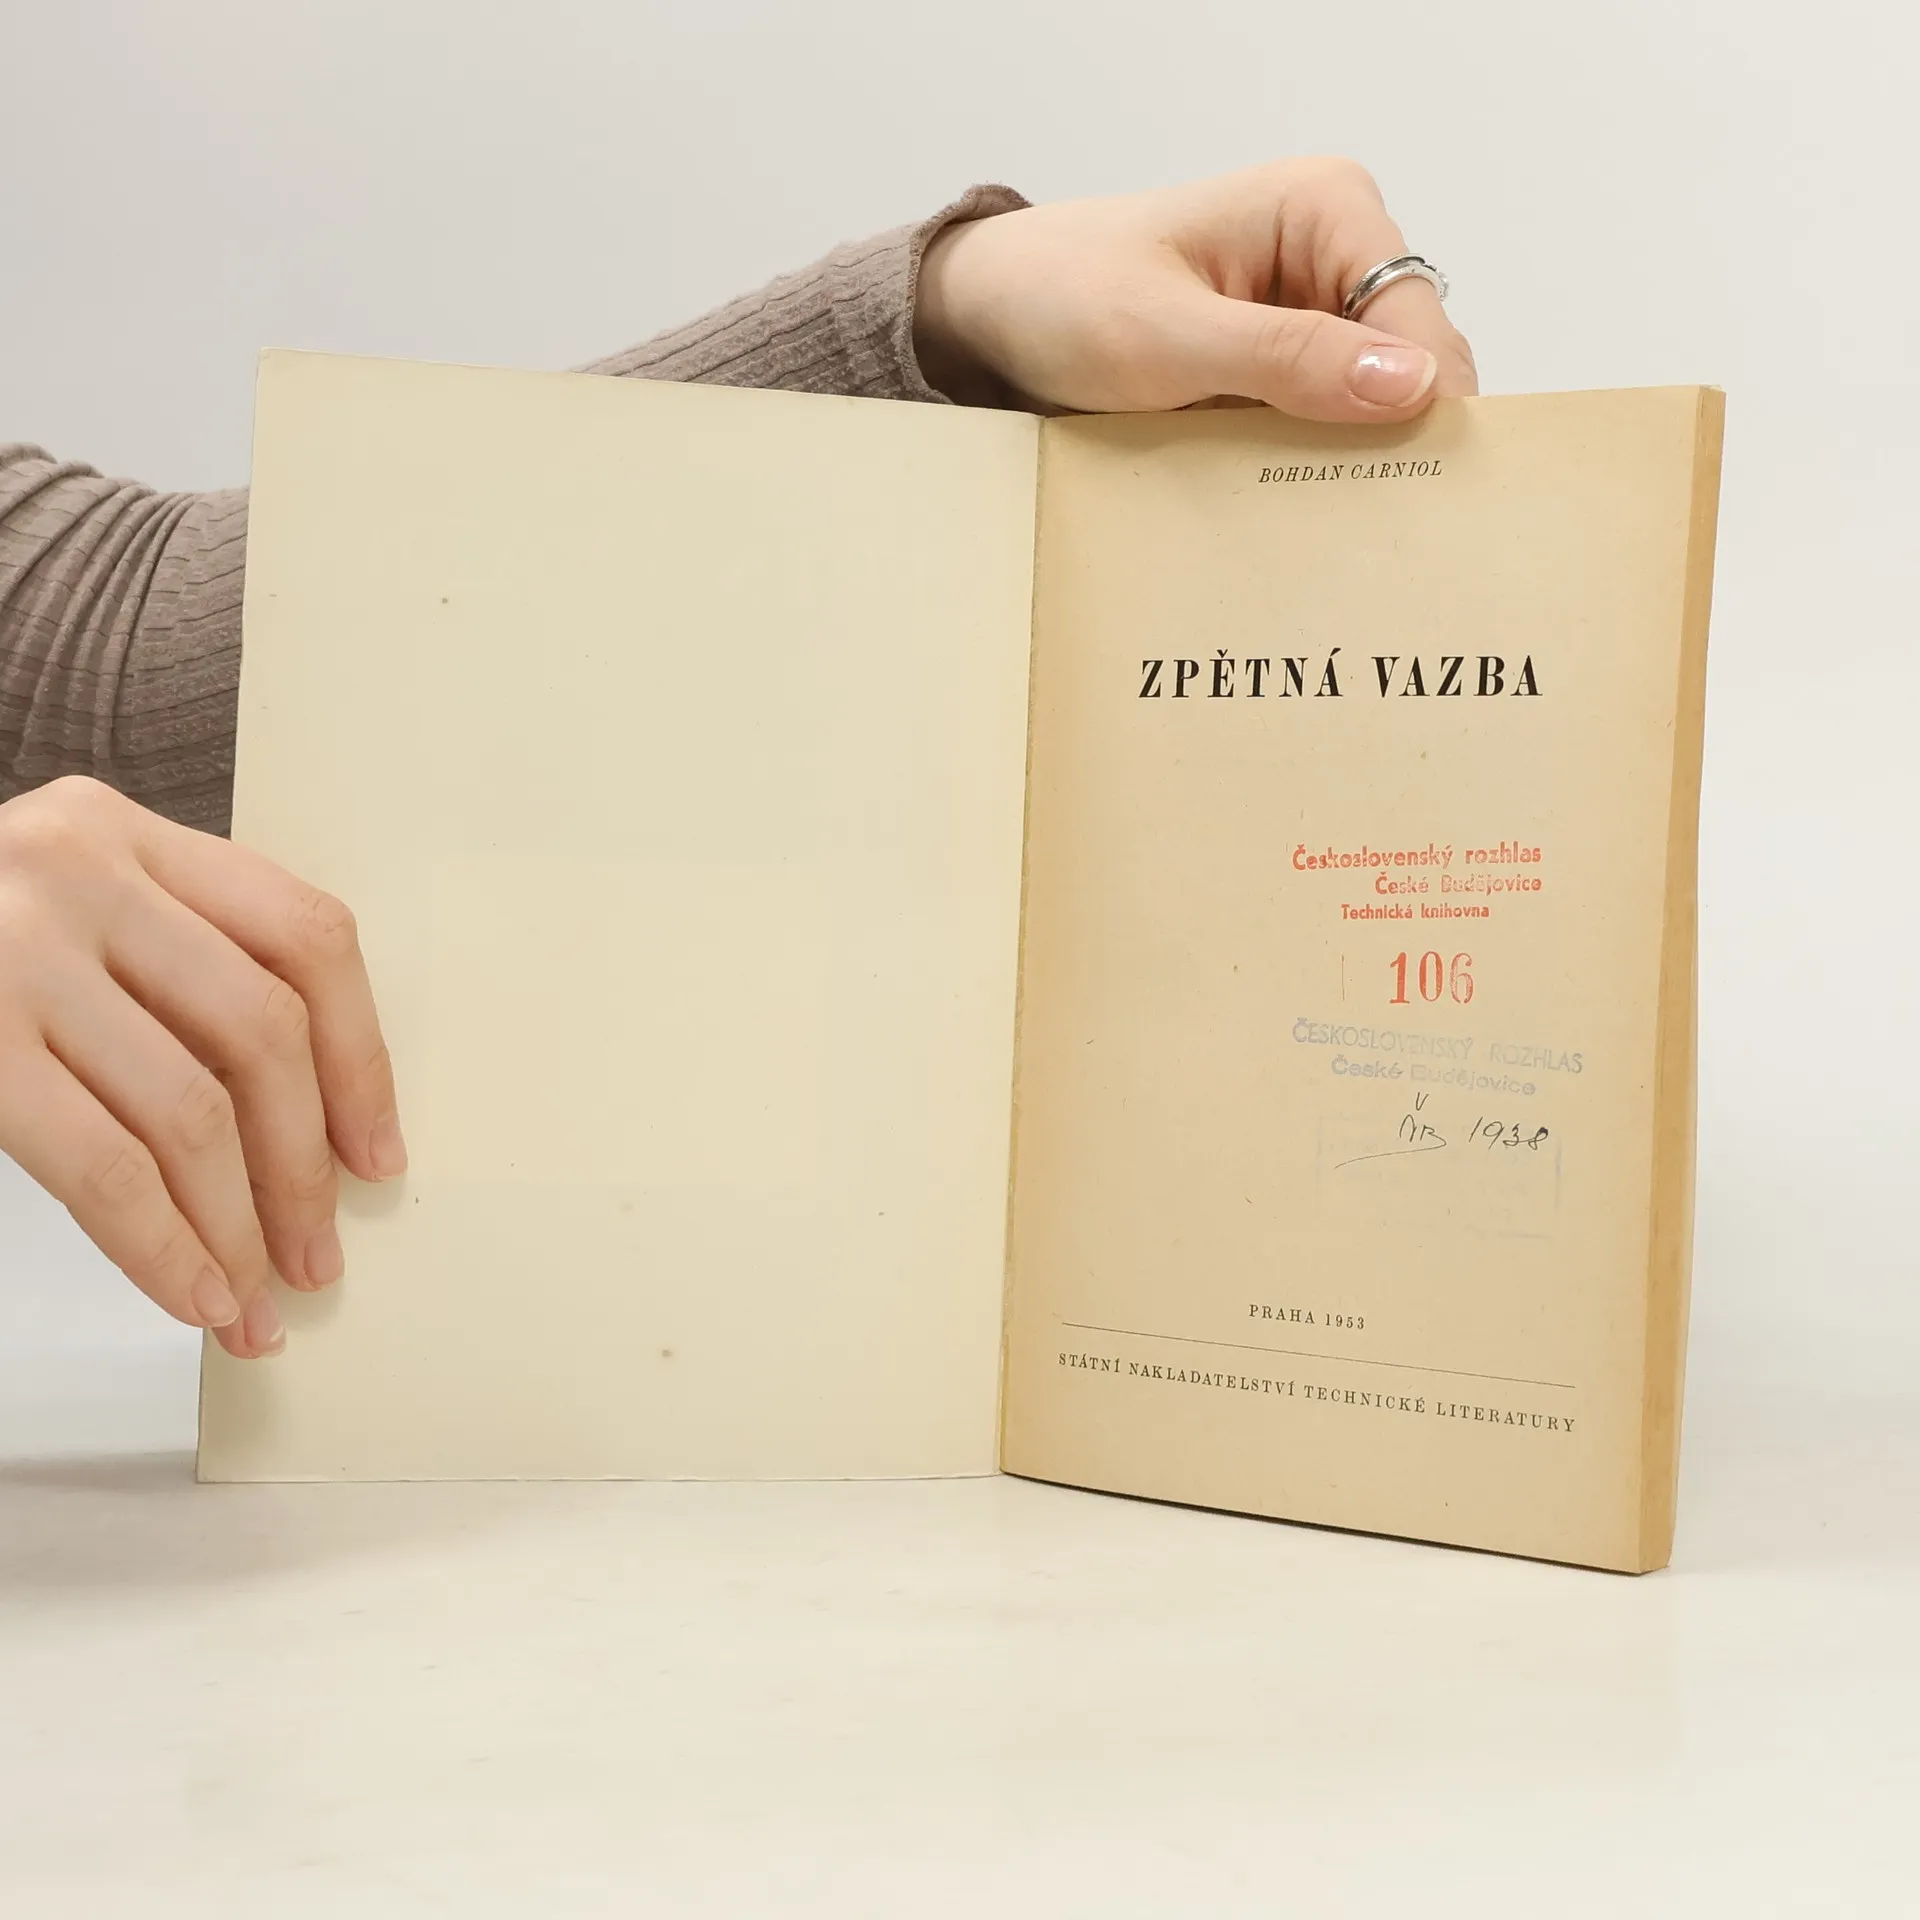 BOHDAN CARNIOL
ZPĚTNÁ VAZBA
Československý rozhlas
České Budějovice
Technická knihovna
106
ČESKOSLOVENSKÝ ROZHLAS
České Budějovice
1938
PRAHA 1953
STÁTNÍ NAKLADATELSTVÍ TECHNICKÉ LITERATURY